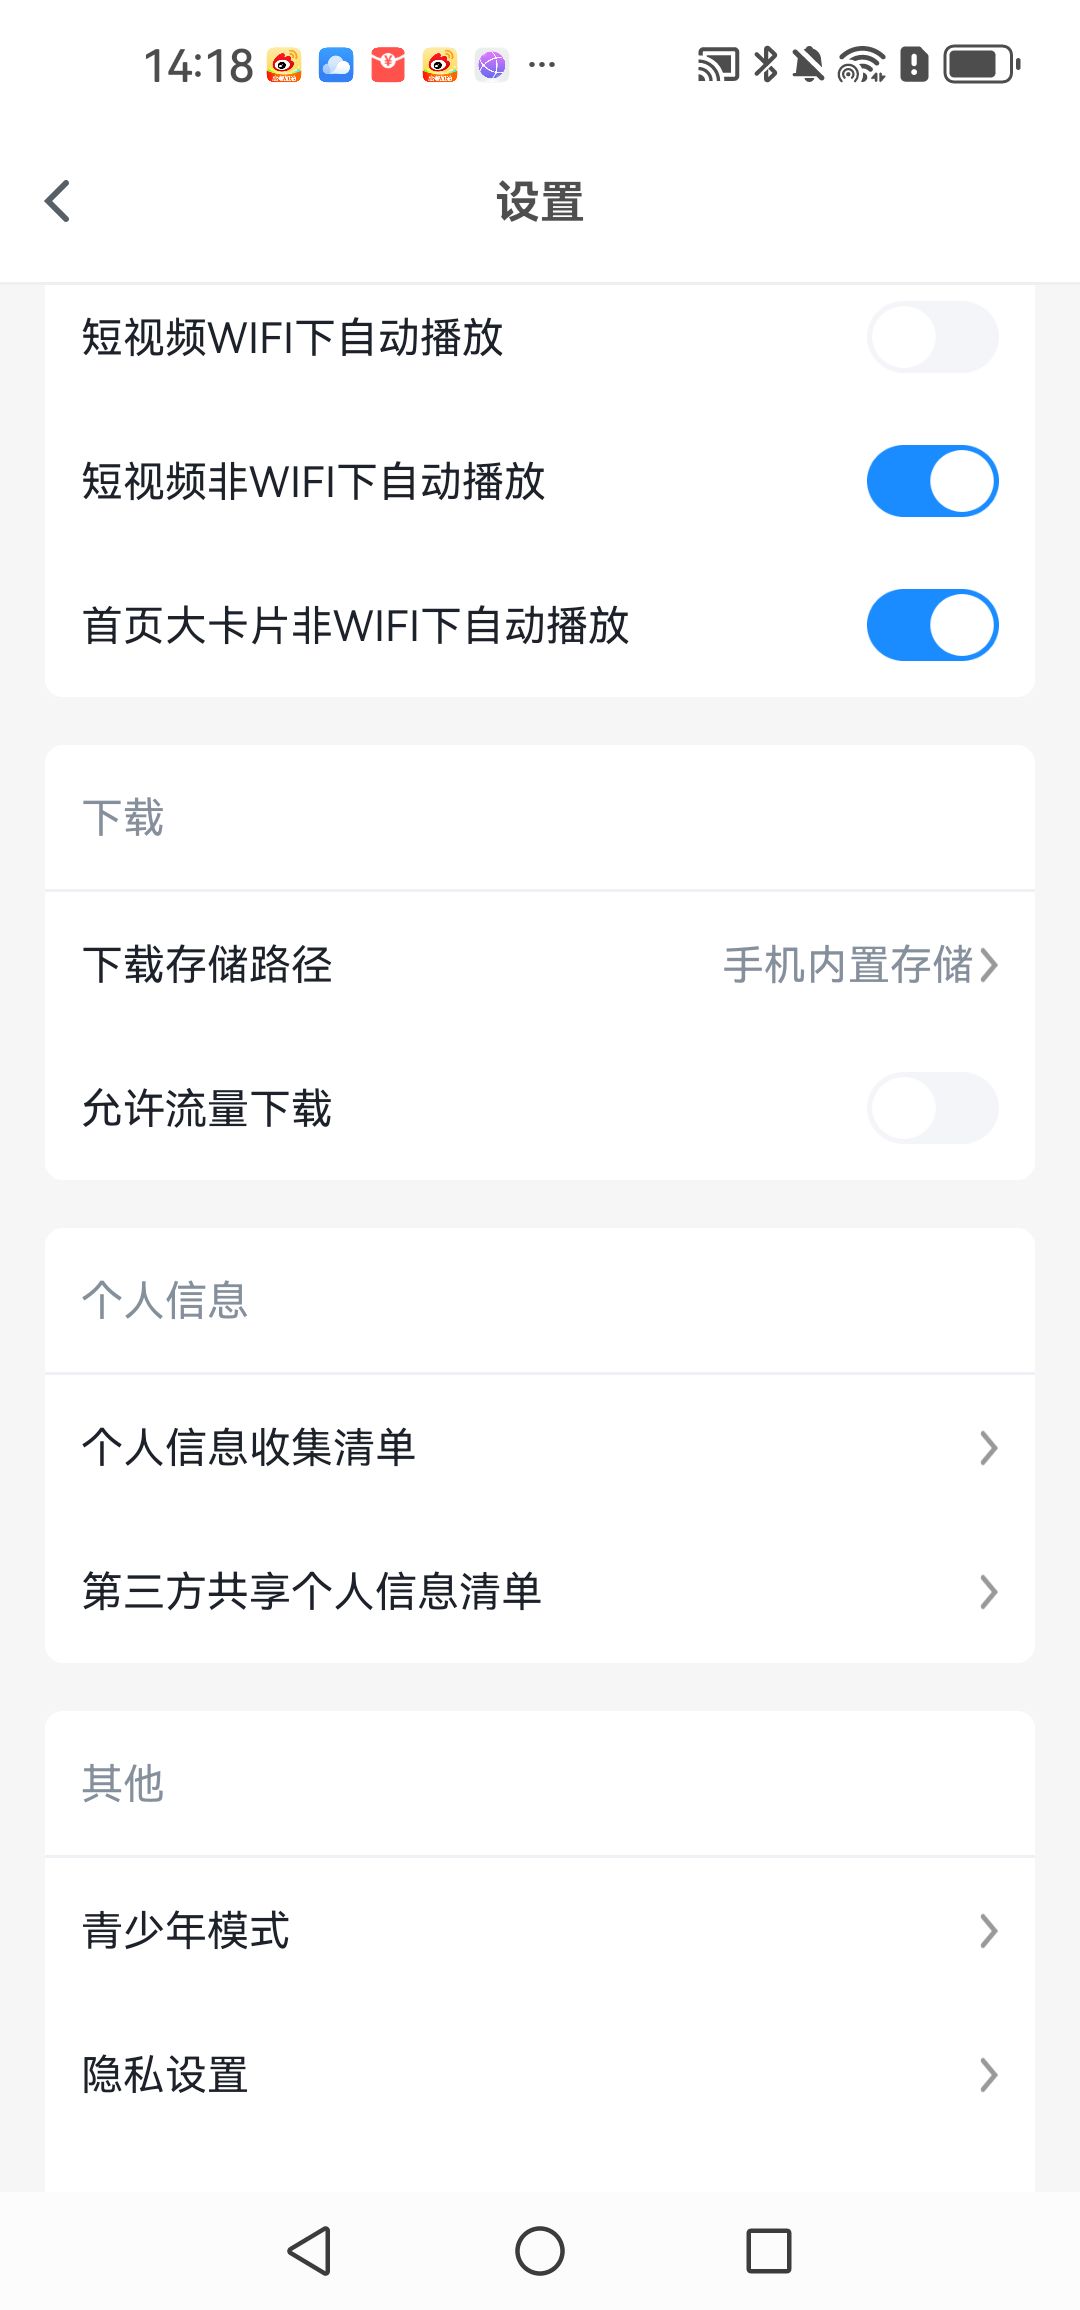 14:18
设置
短视频WIFI下自动播放
短视频非WIFI下自动播放
首页大卡片非WIFI下自动播放
下载
下载存储路径 手机内置存储
允许流量下载
个人信息
个人信息收集清单
第三方共享个人信息清单
其他
青少年模式
隐私设置